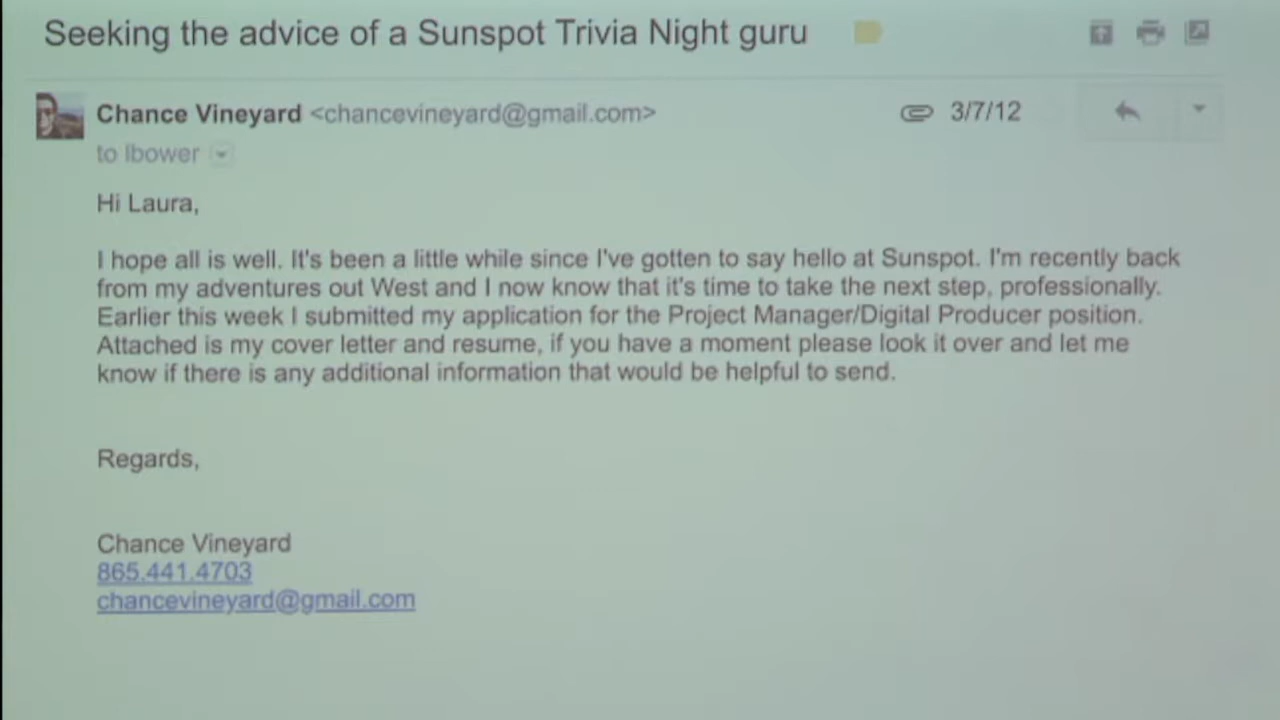 Seeking the advice of a Sunspot Trivia Night guru
Chance Vineyard <chancevineyard@gmail.com> 3/7/12
to lbower
Hi Laura,
I hope all is well. It's been a little while since I've gotten to say hello at Sunspot. I'm recently back
from my adventures out West and I now know that it's time to take the next step, professionally.
Earlier this week I submitted my application for the Project Manager/Digital Producer position.
Attached is my cover letter and resume, if you have a moment please look it over and let me
know if there is any additional information that would be helpful to send.
Regards,
Chance Vineyard
865.441.4703
chancevineyard@gmail.com